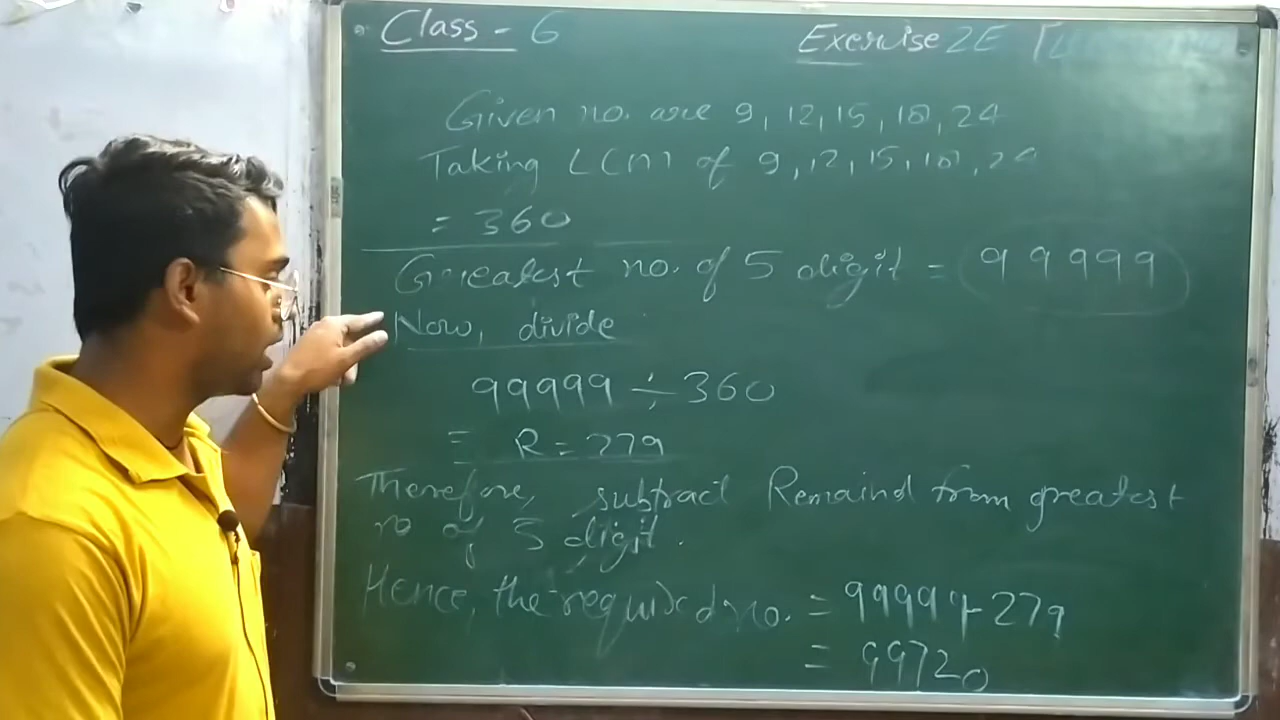 Class - 6
Exercise 2E
Given no. are 9, 12, 15, 18, 24
Taking LCM of 9, 12, 15, 18, 24
= 360
Greatest no. of 5 digit = 99999
Now, divide
99999 ÷ 360
= R = 279
Therefore, subtract Remaind from greatest
no of 5 digit.
Hence, the required no. = 99999 - 279
= 99720